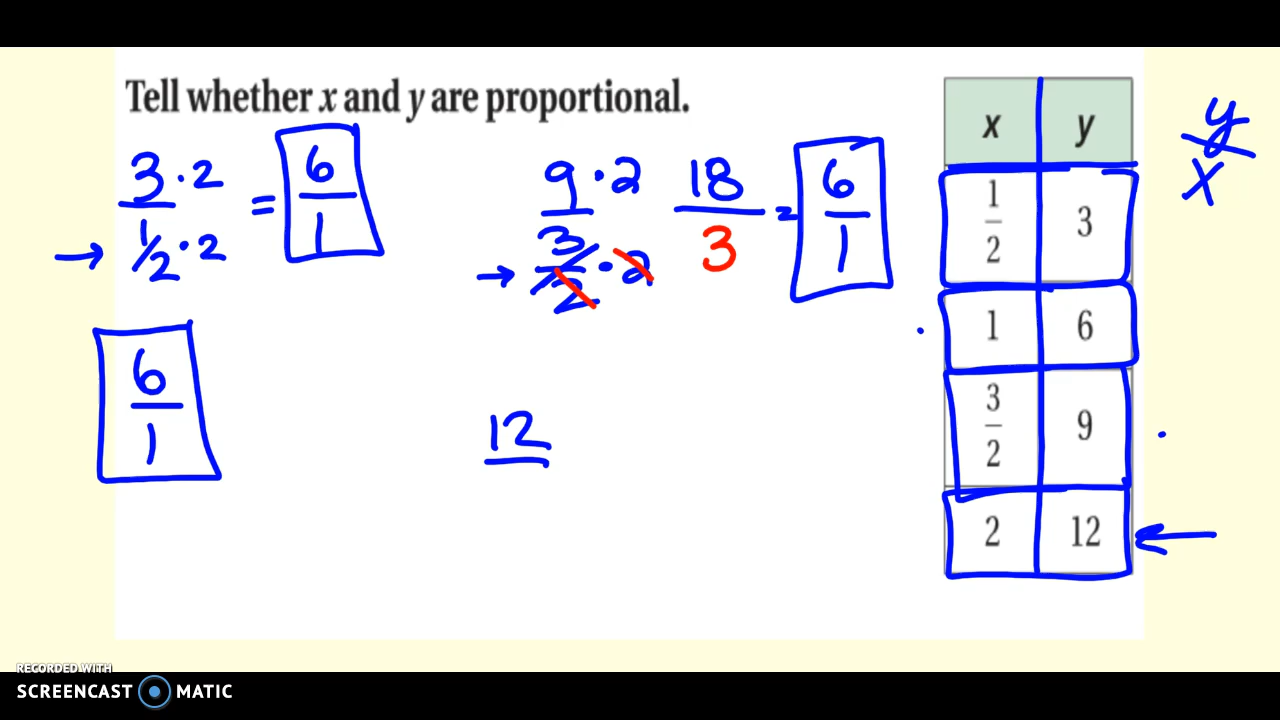 Tell whether x and y are proportional.
3 · 2 / 1/2 · 2 = 6/1
9 · 2 / 3/2 · 2
18/3 = 6/1
6/1
12
y/x
x y
1/2 3
1 6
3/2 9
2 12
RECORDED WITH
SCREENCAST MATIC